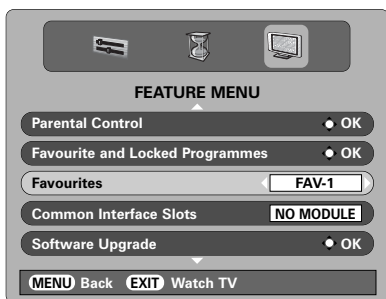 FEATURE MENU
Parental Control OK
Favourite and Locked Programmes OK
Favourites FAV-1
Common Interface Slots NO MODULE
Software Upgrade OK
MENU Back EXIT Watch TV